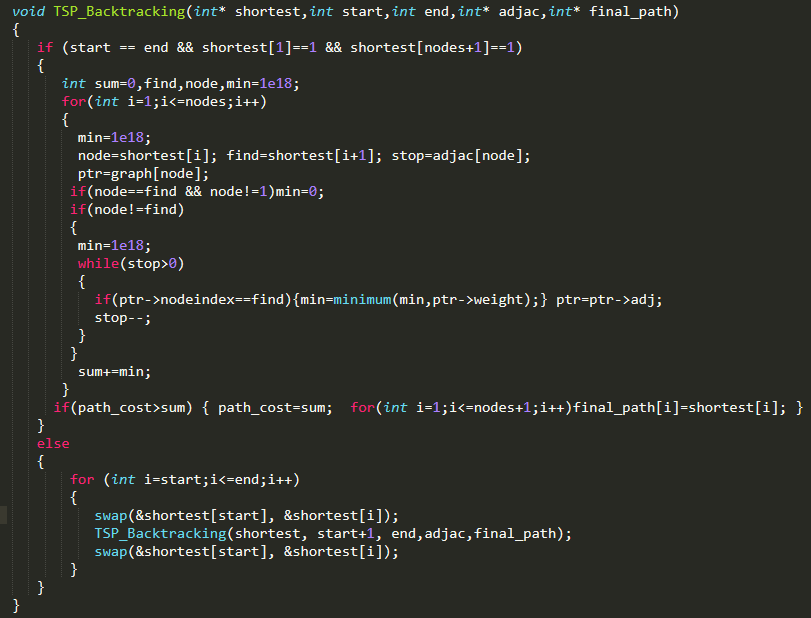 void TSP_Backtracking(int* shortest,int start,int end,int* adjac,int* final_path)
{
if (start == end && shortest[1]==1 && shortest[nodes+1]==1)
{
int sum=0,find,node,min=1e18;
for(int i=1;i<=nodes;i++)
{
min=1e18;
node=shortest[i]; find=shortest[i+1]; stop=adjac[node];
ptr=graph[node];
if(node==find && node!=1)min=0;
if(node!=find)
{
min=1e18;
while(stop>0)
{
if(ptr->nodeindex==find){min=minimum(min,ptr->weight);} ptr=ptr->adj;
stop--;
}
}
sum+=min;
}
if(path_cost>sum) { path_cost=sum;  for(int i=1;i<=nodes+1;i++)final_path[i]=shortest[i]; }
}
else
{
for (int i=start;i<=end;i++)
{
swap(&shortest[start], &shortest[i]);
TSP_Backtracking(shortest, start+1, end,adjac,final_path);
swap(&shortest[start], &shortest[i]);
}
}
}